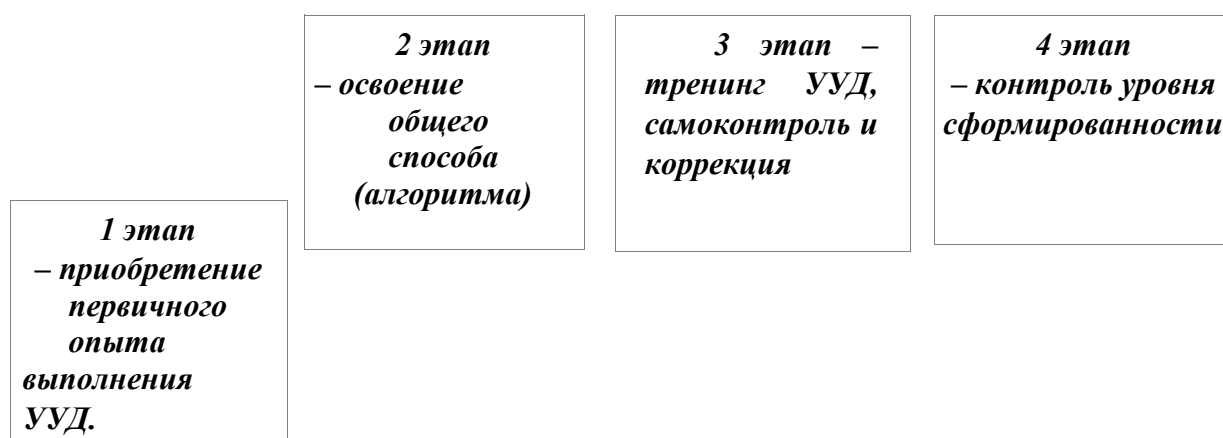 1 этап
– приобретение
первичного
опыта
выполнения
УУД.
2 этап
– освоение
общего
способа
(алгоритма)
3 этап –
тренинг УУД,
самоконтроль и
коррекция
4 этап
– контроль уровня
сформированности